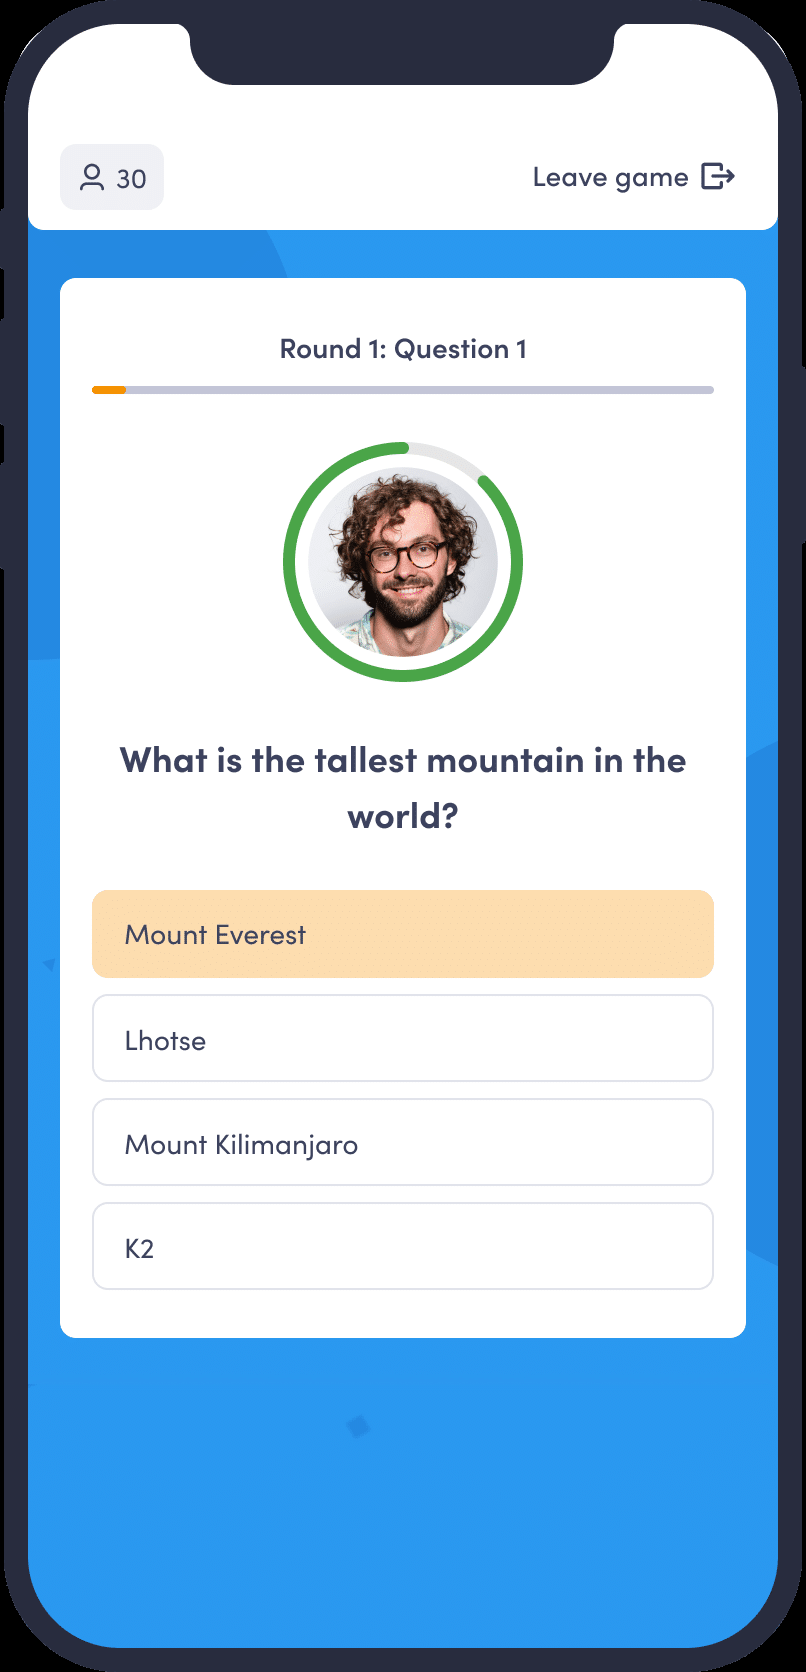 30
Leave game
Round 1: Question 1
What is the tallest mountain in the
world?
Mount Everest
Lhotse
Mount Kilimanjaro
K2